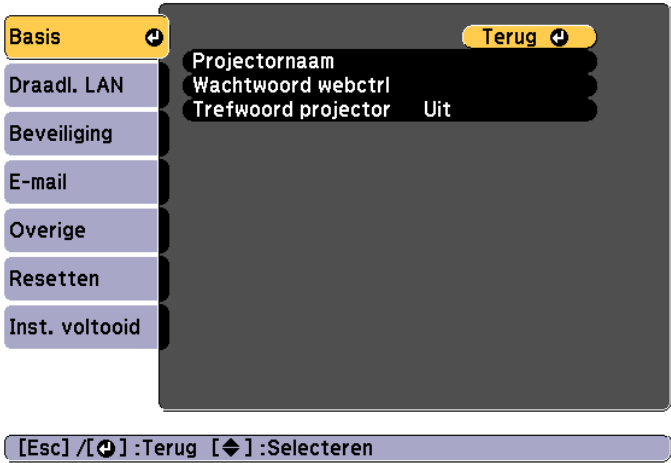 Basis
Terug
Projectornaam
Wachtwoord webctrl
Trefwoord projector Uit
Draadl. LAN
Beveiliging
E-mail
Overige
Resetten
Inst. voltooid
[Esc] /[ ] :Terug [ ] :Selecteren